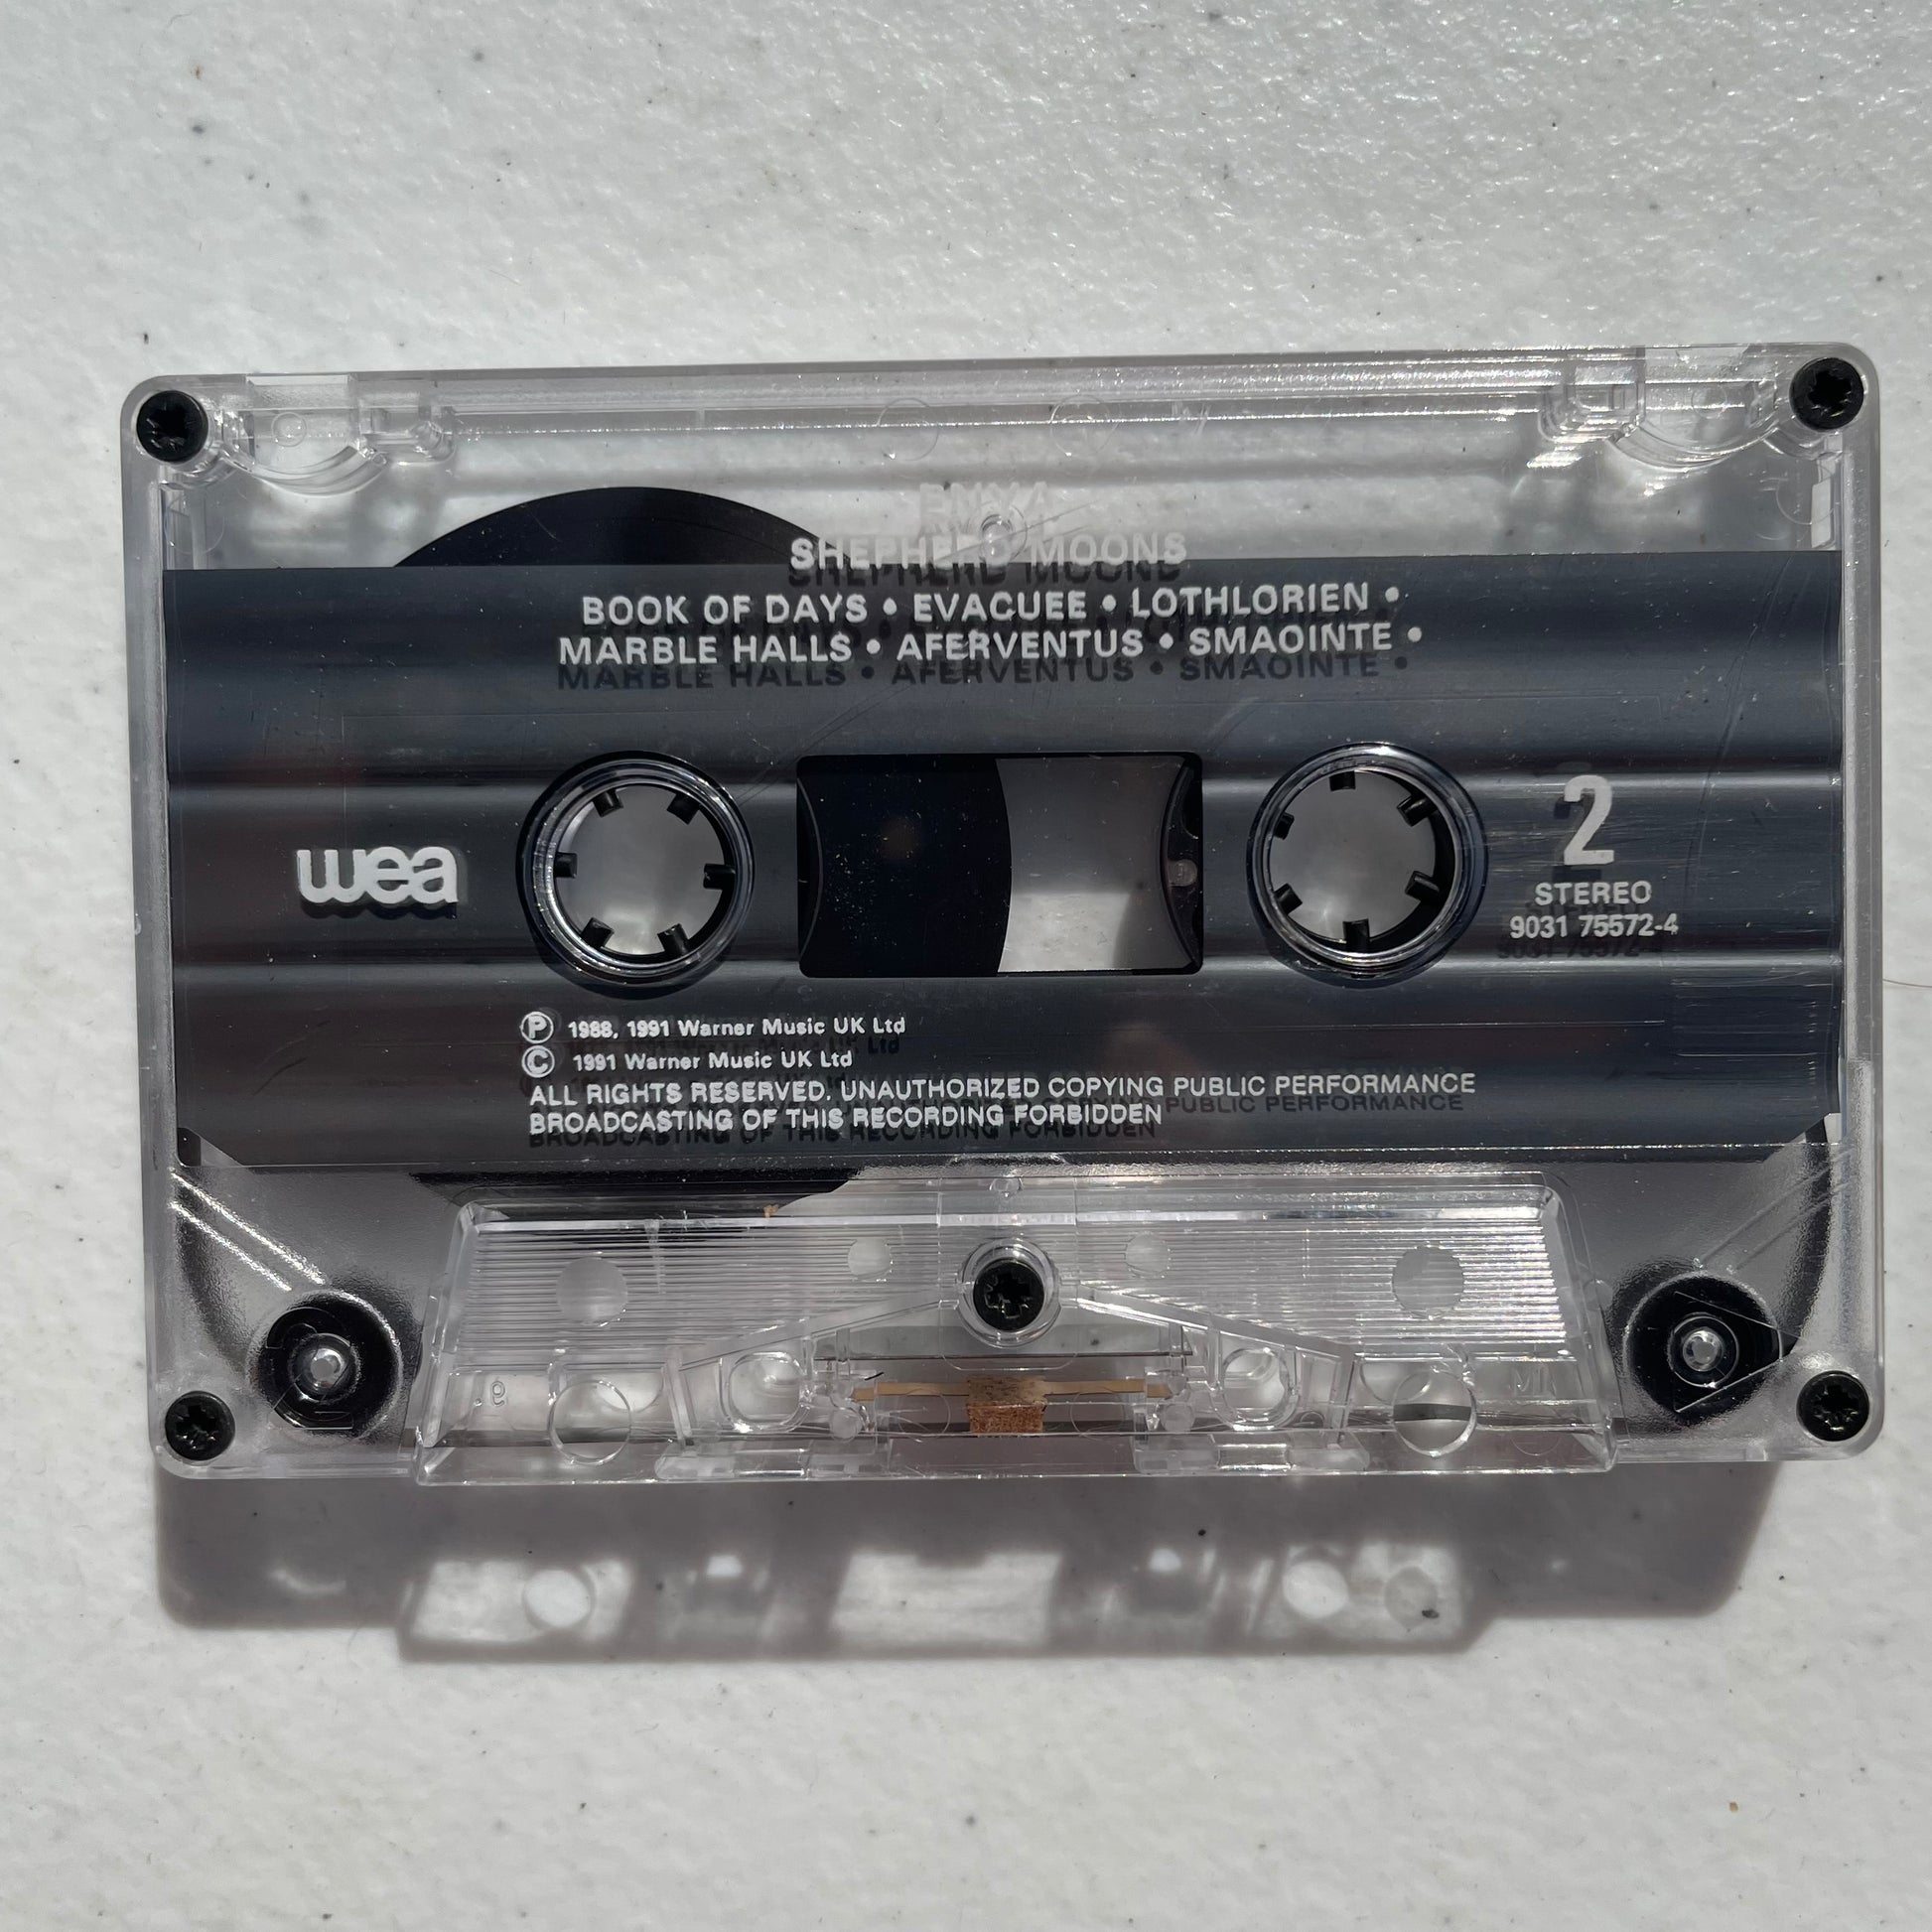 ENYA
SHEPHERD MOONS
BOOK OF DAYS • EVACUEE • LOTHLORIEN •
MARBLE HALLS • AFERVENTUS • SMAOINTE •
wea
2
STEREO
9031 75572-4
Ⓟ 1988, 1991 Warner Music UK Ltd
© 1991 Warner Music UK Ltd
ALL RIGHTS RESERVED. UNAUTHORIZED COPYING PUBLIC PERFORMANCE
BROADCASTING OF THIS RECORDING FORBIDDEN